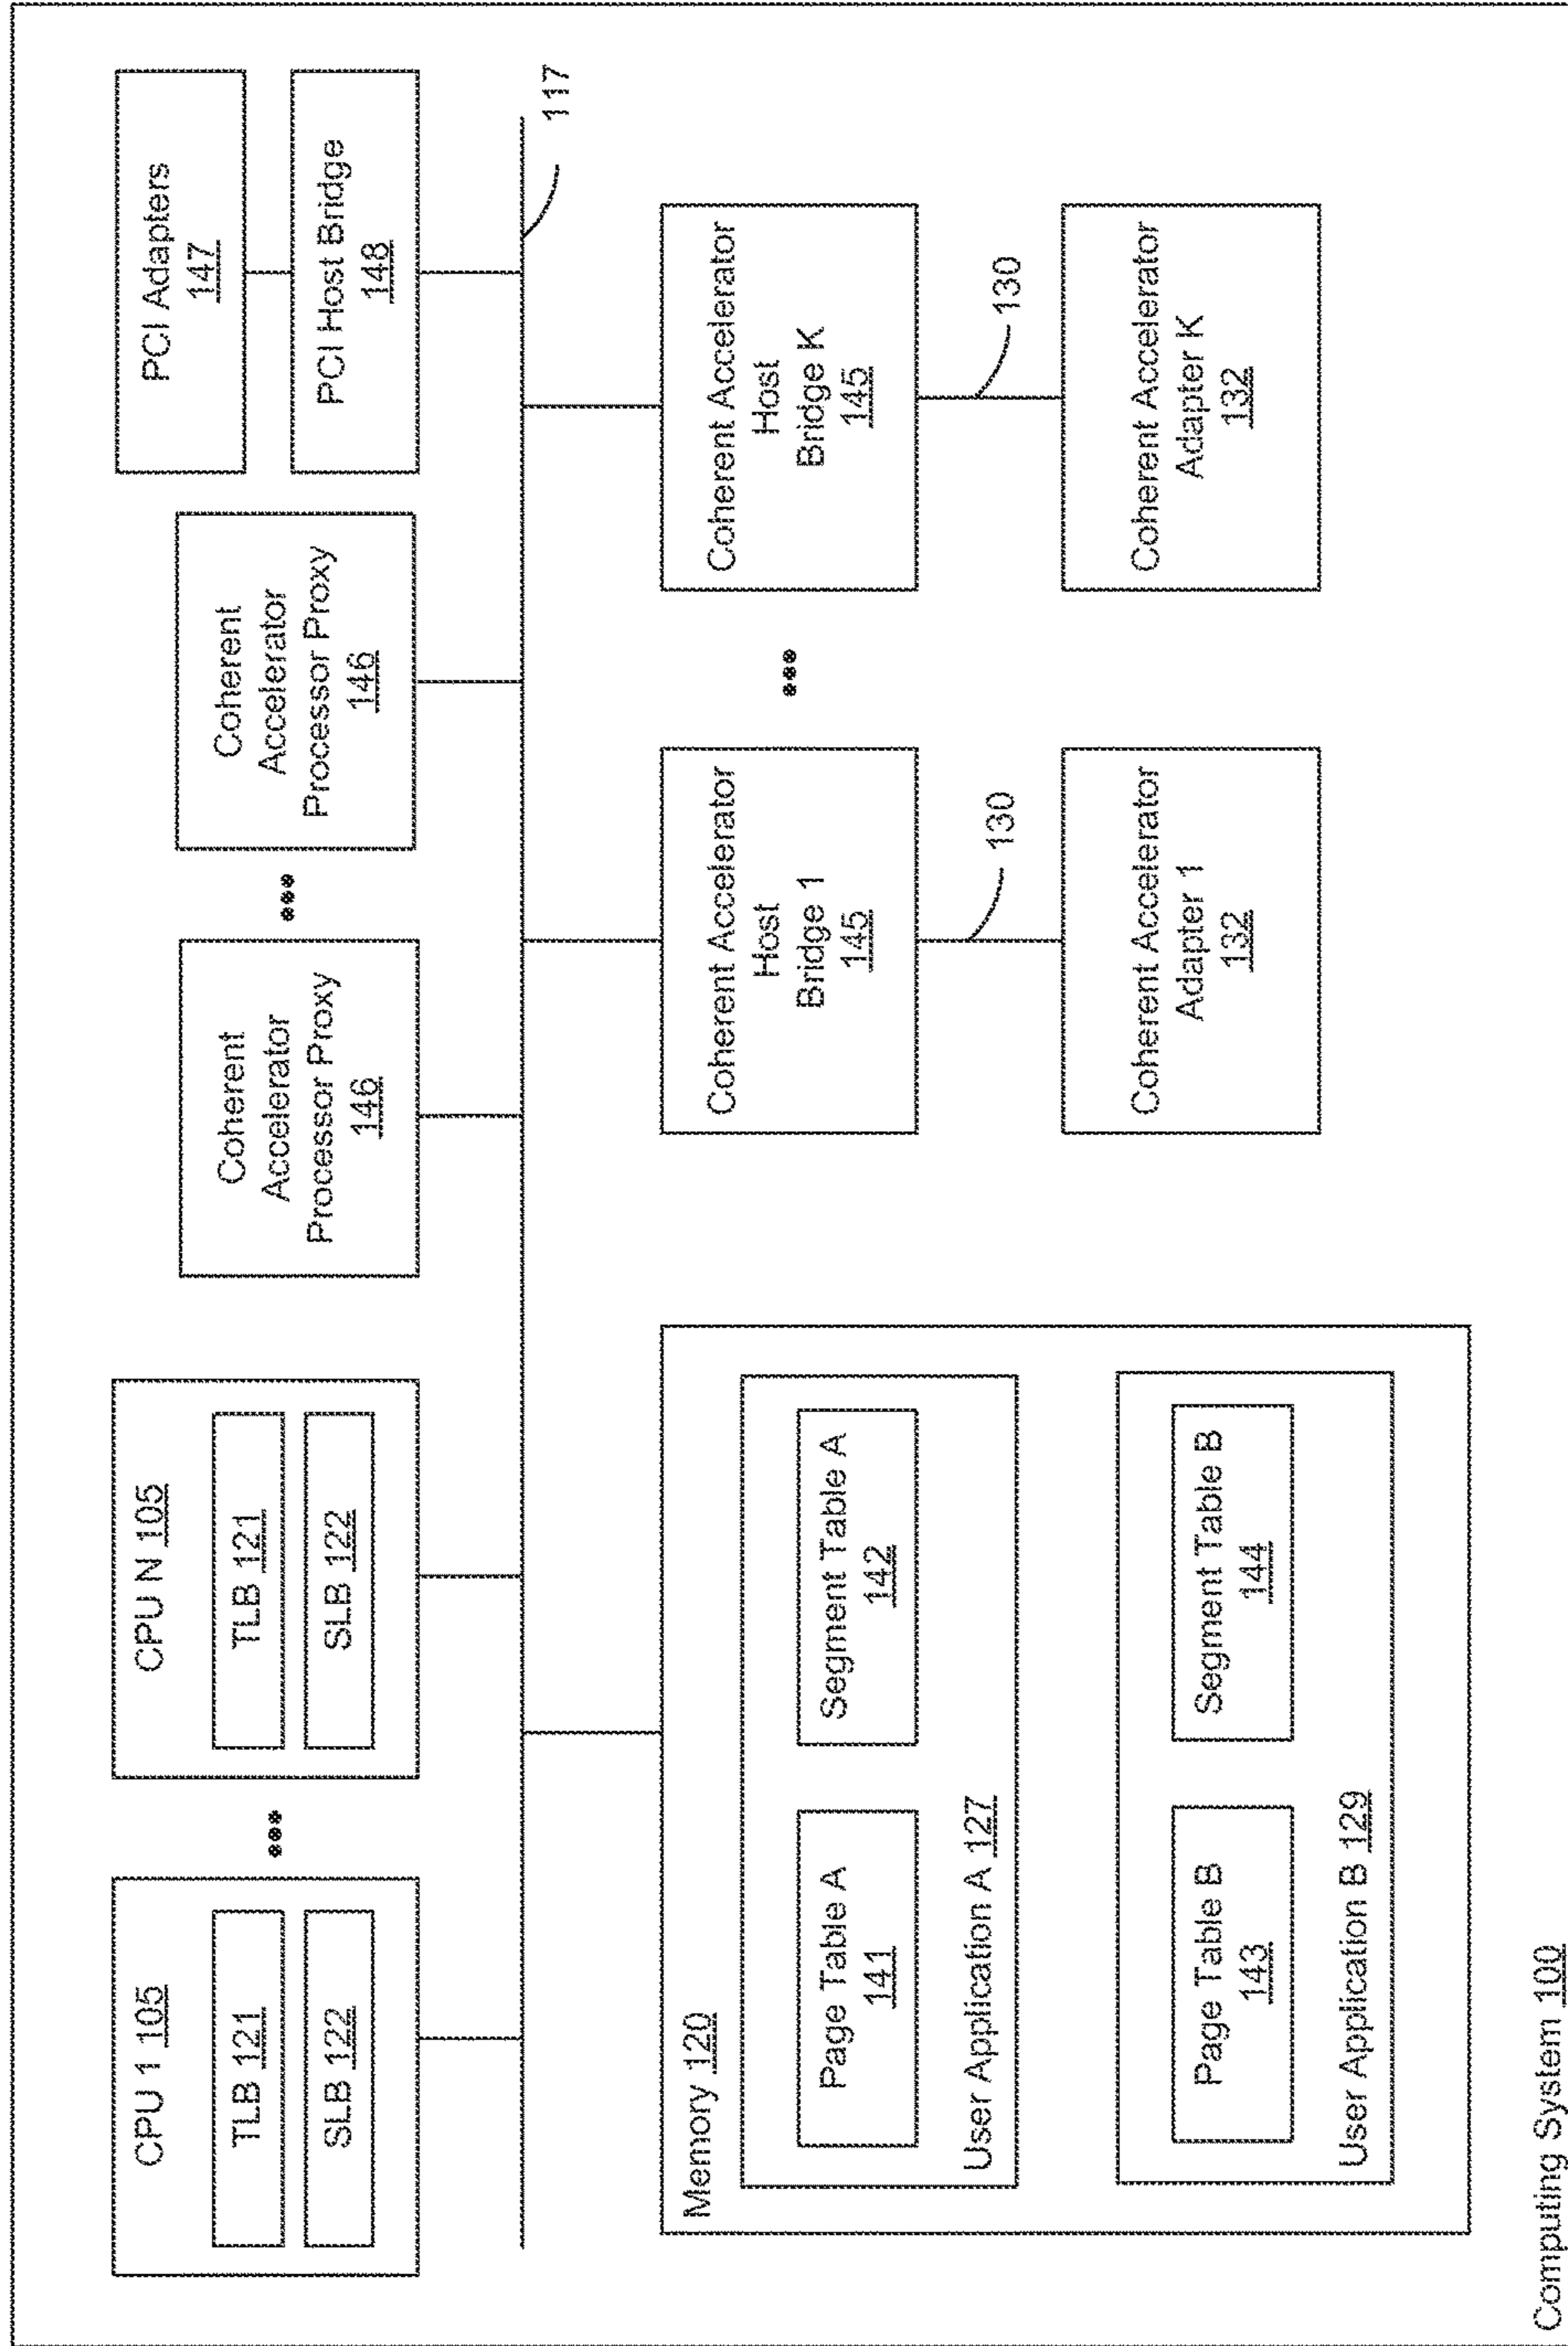 CPU 1 105
TLB 121
SLB 122
•••
CPU N 105
TLB 121
SLB 122
Coherent
Accelerator
Processor Proxy
146
•••
Coherent
Accelerator
Processor Proxy
146
PCI Adapters
147
PCI Host Bridge
148
117
Memory 120
Page Table A
141
Segment Table A
142
User Application A 127
Page Table B
143
Segment Table B
144
User Application B 129
Coherent Accelerator
Host
Bridge 1
145
130
Coherent Accelerator
Adapter 1
132
•••
Coherent Accelerator
Host
Bridge K
145
130
Coherent Accelerator
Adapter K
132
Computing System 100